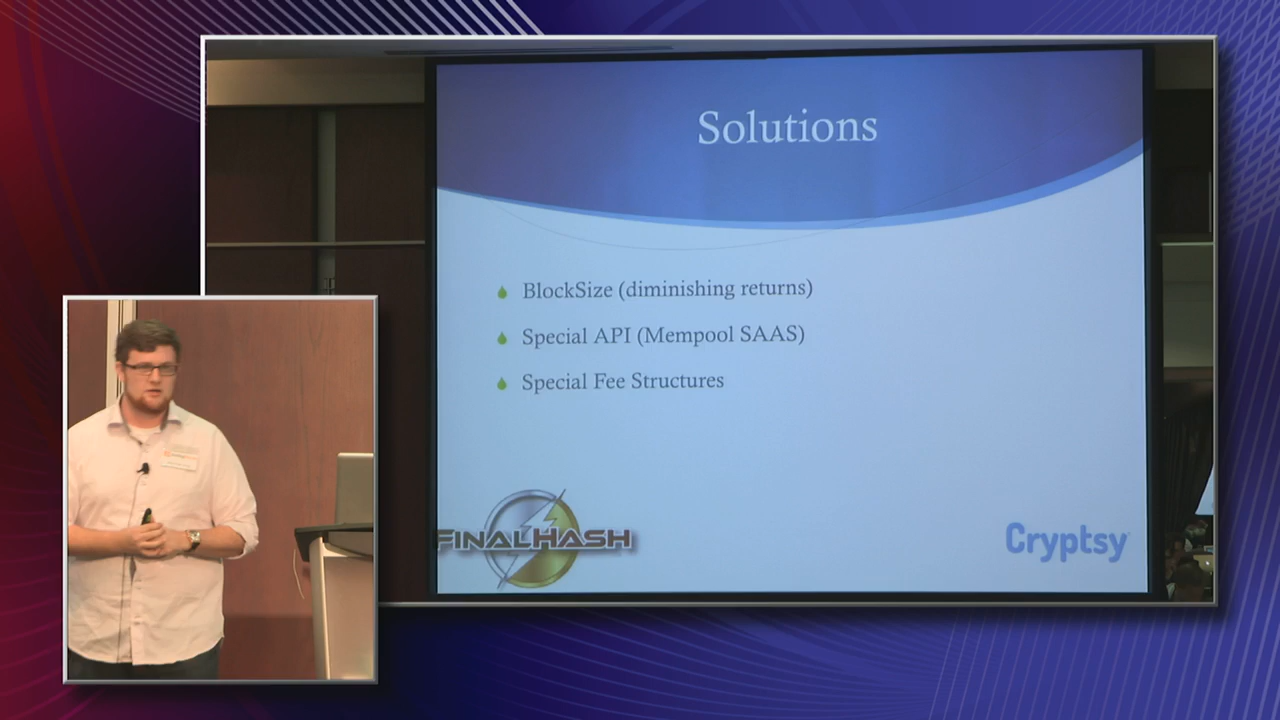 Solutions
BlockSize (diminishing returns)
Special API (Mempool SAAS)
Special Fee Structures
FINALHASH
Cryptsy